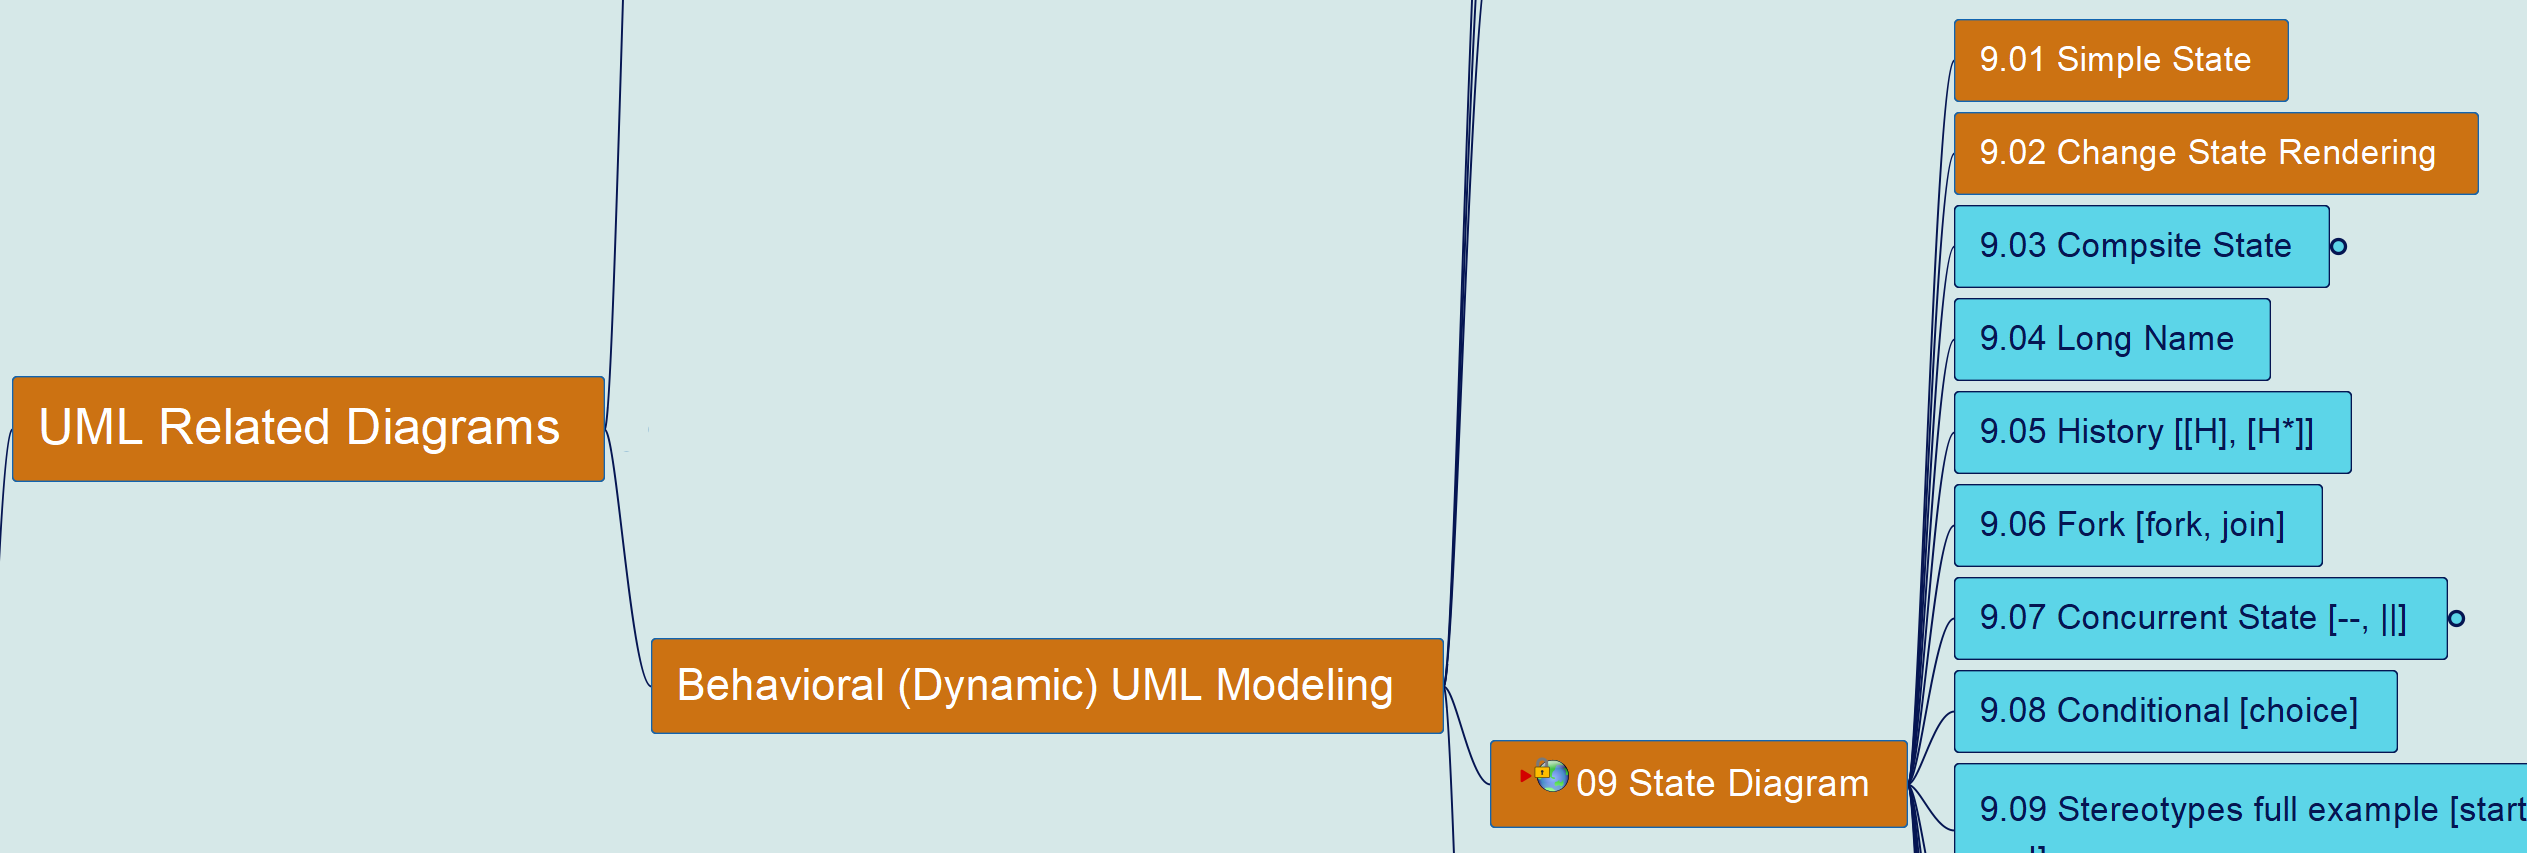 UML Related Diagrams
Behavioral (Dynamic) UML Modeling
09 State Diagram
9.01 Simple State
9.02 Change State Rendering
9.03 Compsite State
9.04 Long Name
9.05 History [[H], [H*]]
9.06 Fork [fork, join]
9.07 Concurrent State [--, ||]
9.08 Conditional [choice]
9.09 Stereotypes full example [start